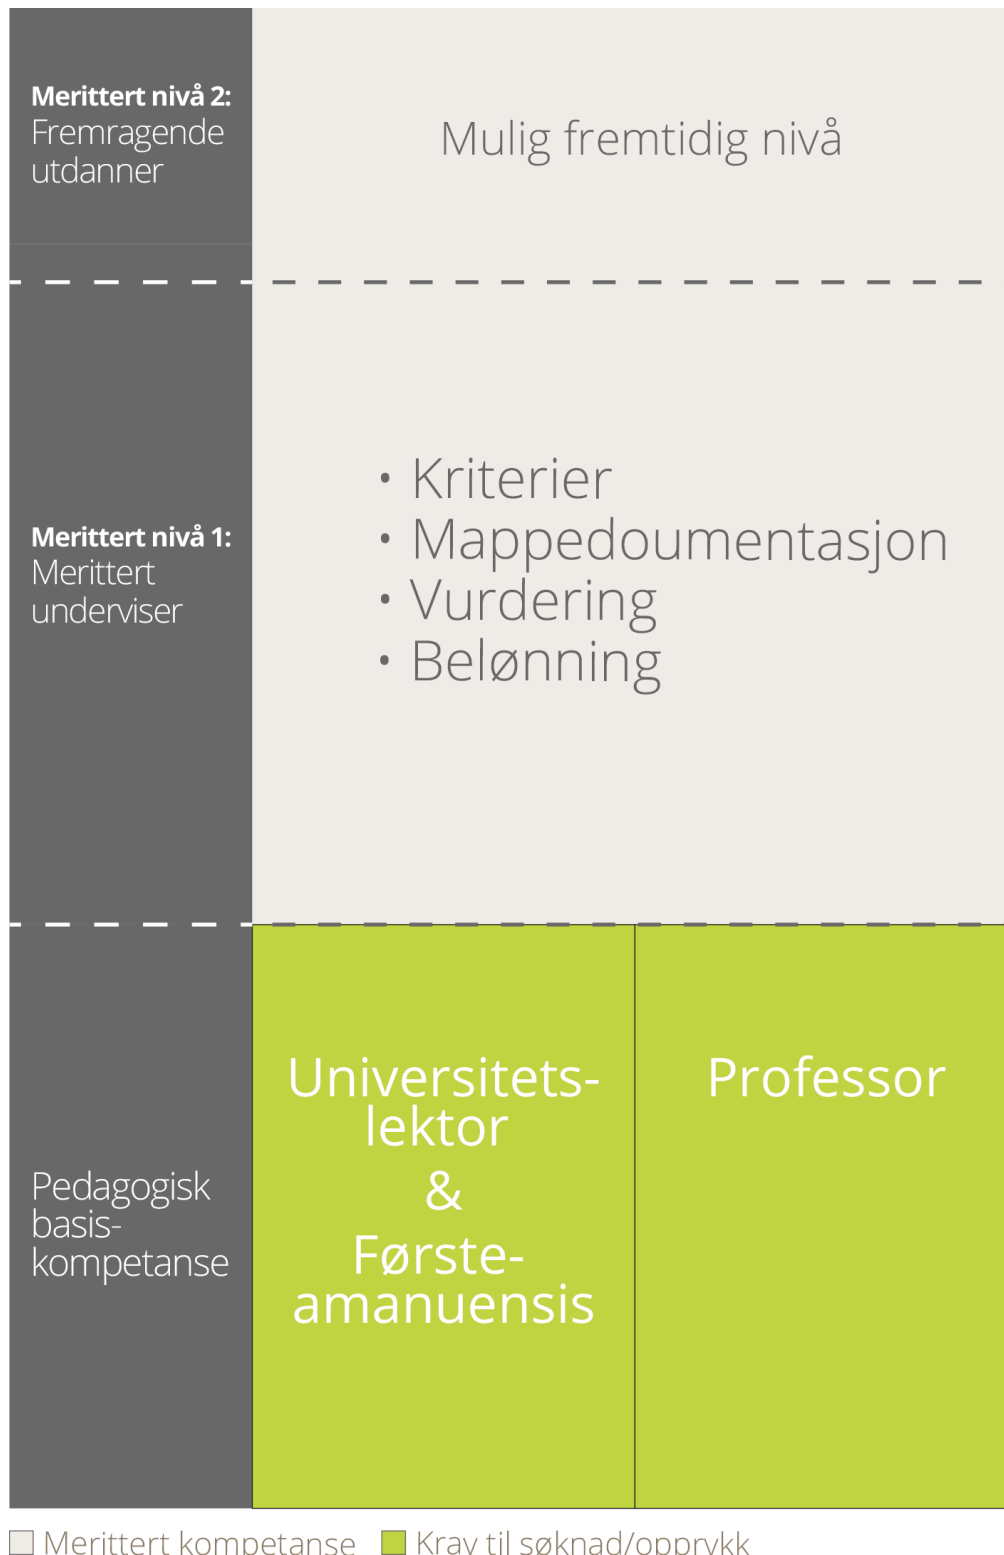 Merittert nivå 2:
Fremragende
utdanner
Mulig fremtidig nivå
Merittert nivå 1:
Merittert
underviser
• Kriterier
• Mappedoumentasjon
• Vurdering
• Belønning
Pedagogisk
basis-
kompetanse
Universitets-
lektor
&
Første-
amanuensis
Professor
Merittert kompetanse
Krav til søknad/opprykk